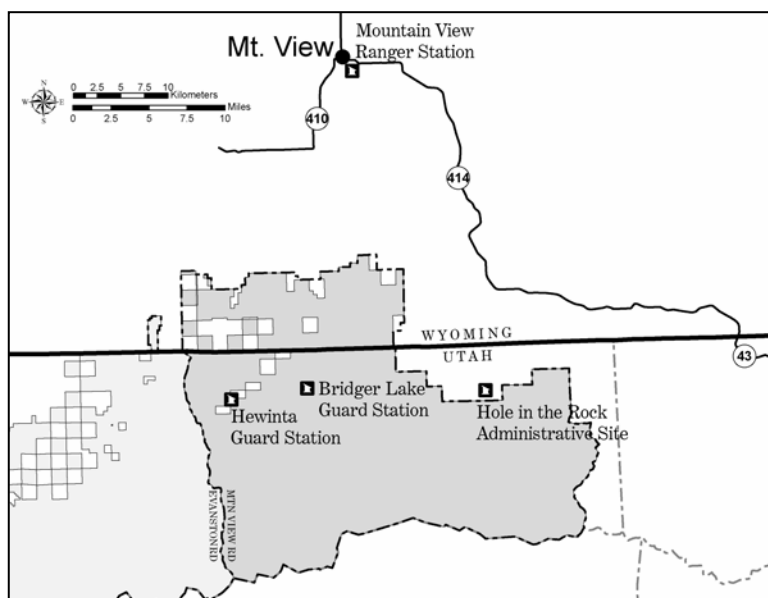 Mountain View
Ranger Station
Mt. View
N
W E
S
0 2.5 5 7.5 10
Kilometers
Miles
0 2.5 5 7.5 10
410
414
WYOMING
UTAH
43
Bridger Lake
Guard Station
Hewinta
Guard Station
Hole in the Rock
Administrative Site
MTN VIEW RD
EVANSTON RD